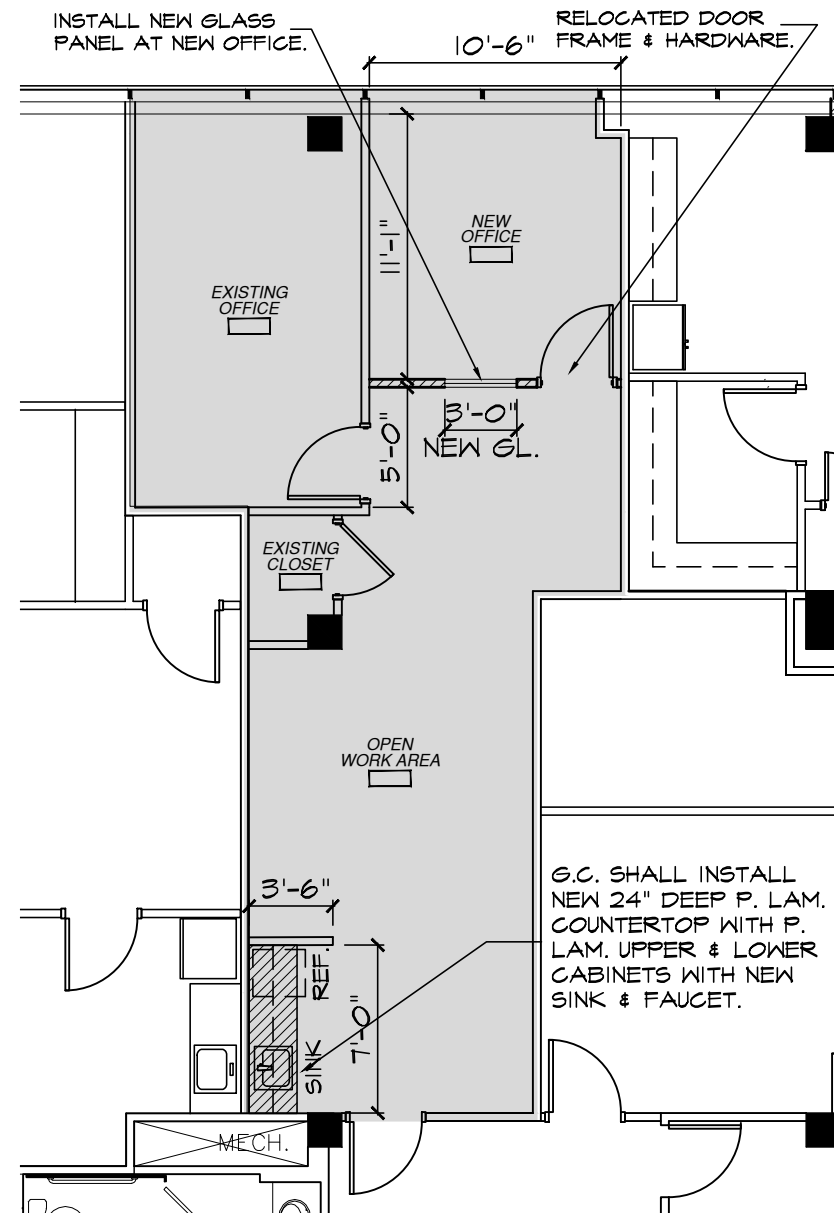 INSTALL NEW GLASS
PANEL AT NEW OFFICE.
RELOCATED DOOR
FRAME & HARDWARE.
10'-6"
11'-1"
NEW
OFFICE
EXISTING
OFFICE
3'-0"
NEW GL.
5'-0"
EXISTING
CLOSET
OPEN
WORK AREA
3'-6"
G.C. SHALL INSTALL
NEW 24" DEEP P. LAM.
COUNTERTOP WITH P.
LAM. UPPER & LOWER
CABINETS WITH NEW
SINK & FAUCET.
REF.
7'-0"
SINK
MECH.